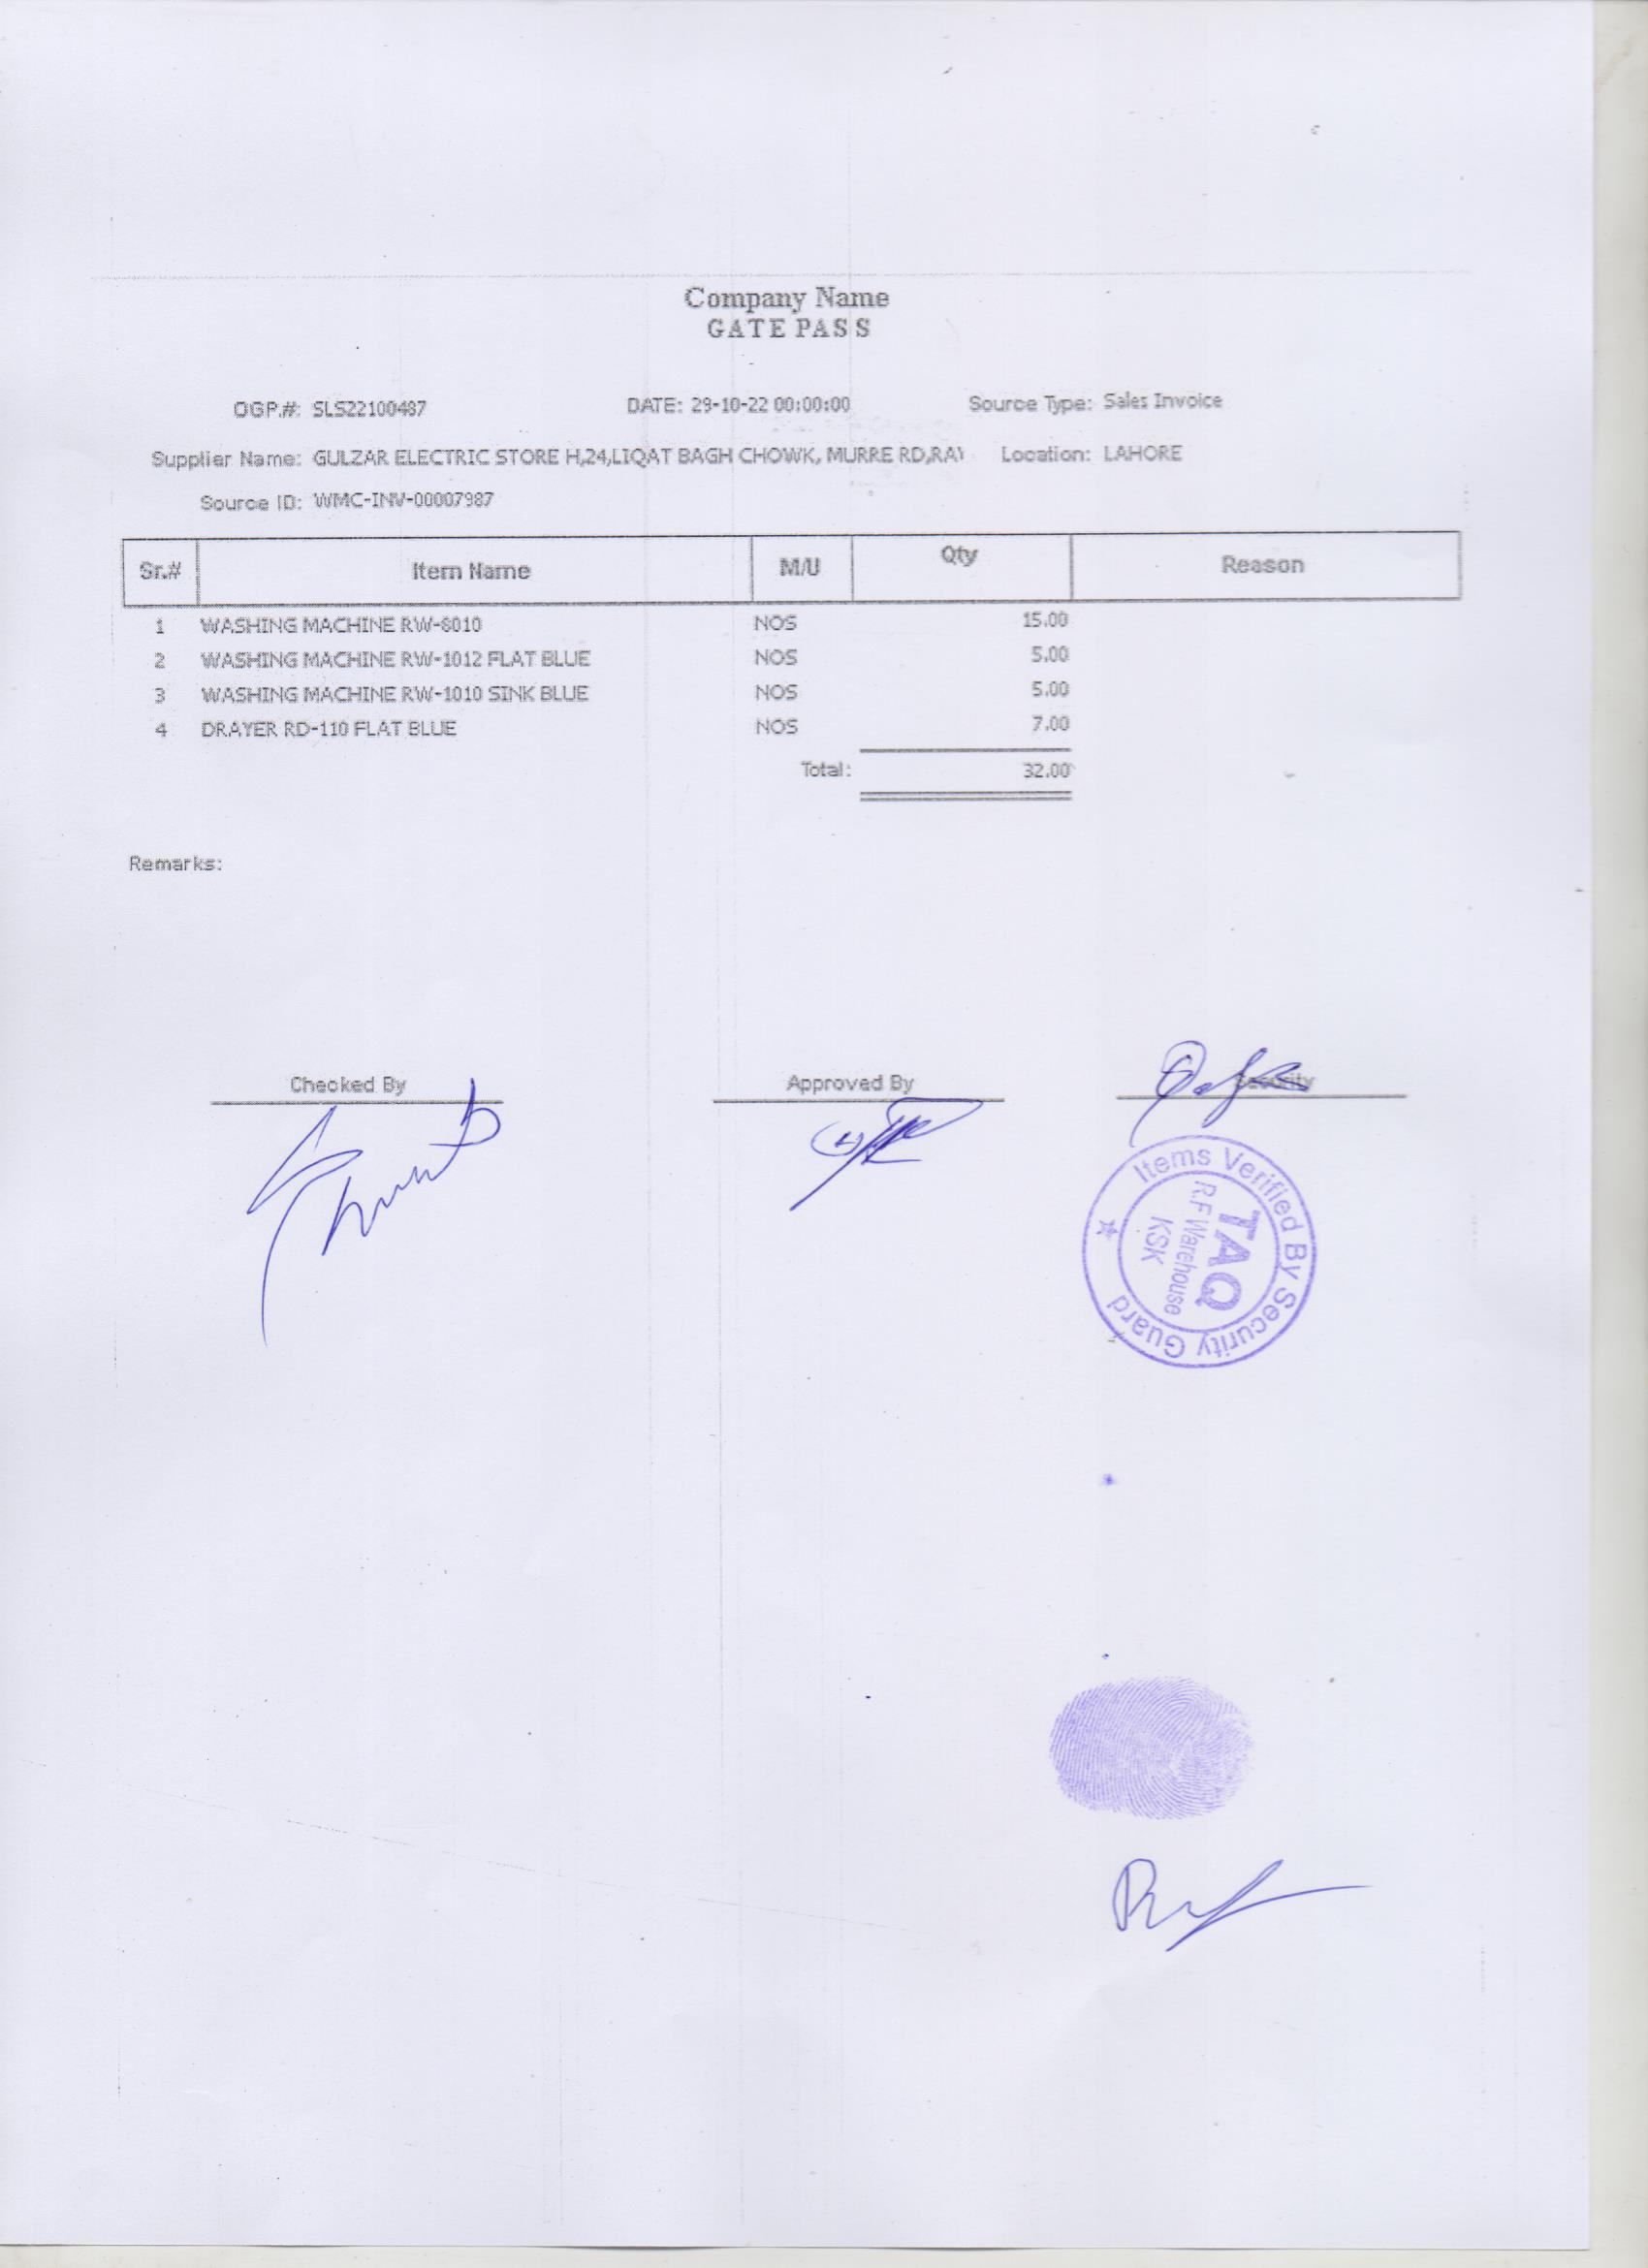 Company Name
GATE PASS
OGP.#: SLS22100487 DATE: 29-10-22 00:00:00 Source Type: Sales Invoice
Supplier Name: GULZAR ELECTRIC STORE H,24,LIQAT BAGH CHOWK, MURRE RD,RA Location: LAHORE
Source ID: WMC-INV-00007987
Sr.# Item Name M/U Qty Reason
1 WASHING MACHINE RW-8010 NOS 15.00
2 WASHING MACHINE RW-1012 FLAT BLUE NOS 5.00
3 WASHING MACHINE RW-1010 SINK BLUE NOS 5.00
4 DRAYER RD-110 FLAT BLUE NOS 7.00
Total: 32.00
Remarks:
Checked By Approved By Security
Items Verified By Security Guard
TAQ
R.F Warehouse
KSK